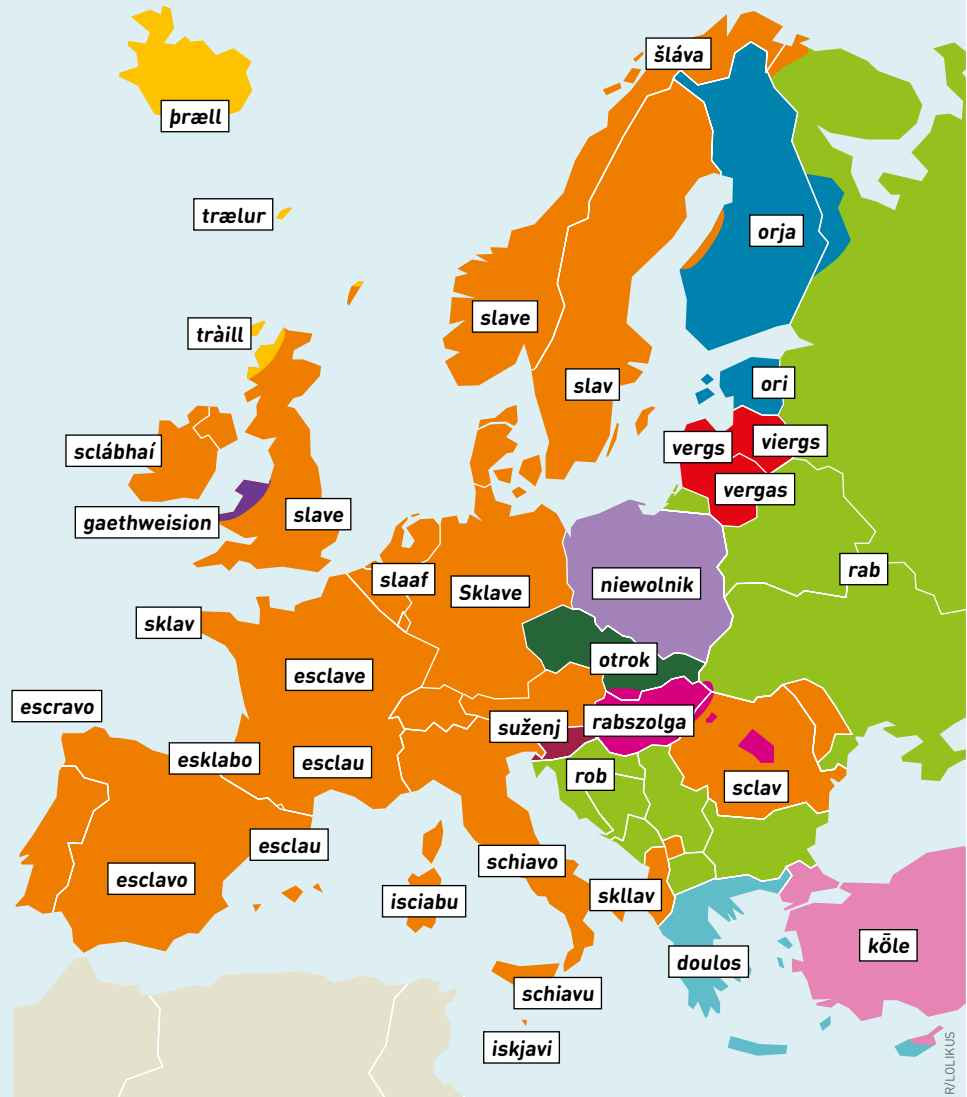 šláva
þræll
trælur
orja
slave
tràill
slav
ori
sclábhaí
vergs
viergs
vergas
gaethweision
slave
rab
slaaf
Sklave
niewolnik
sklav
otrok
esclave
escravo
suženj
rabszolga
esklabo
esclau
rob
sclav
esclau
schiavo
esclavo
isciabu
skllav
doulos
kōle
schiavu
iskjavi
R/LOLIKUS